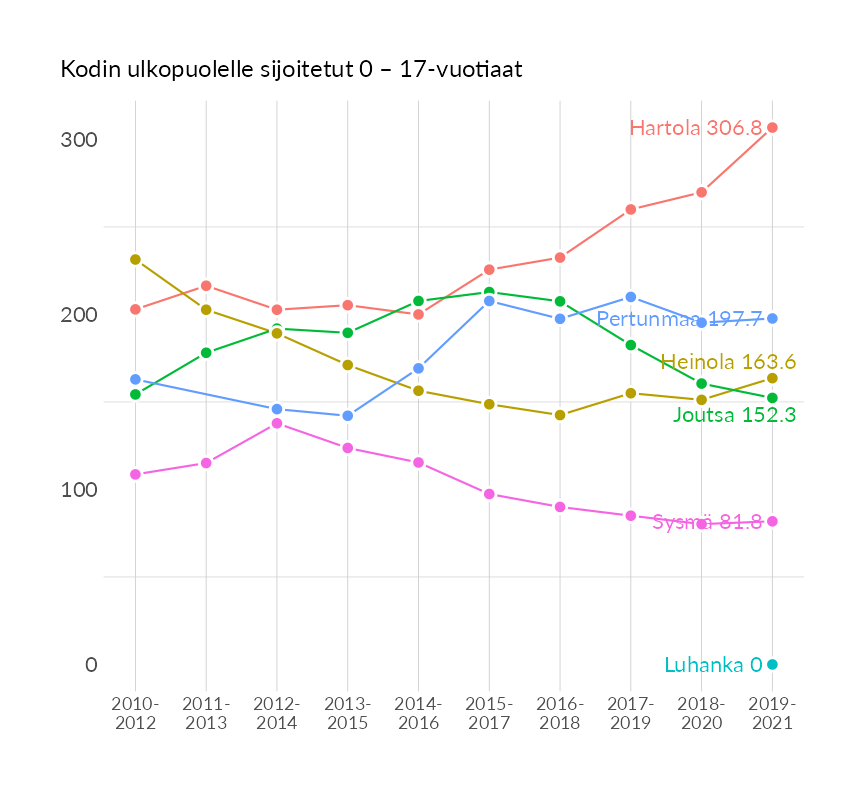 Kodin ulkopuolelle sijoitetut 0 – 17-vuotiaat
300
200
100
0
Hartola 306.8
Pertunmaa 197.7
Heinola 163.6
Joutsa 152.3
Sysmä 81.8
Luhanka 0
2010- 2011- 2012- 2013- 2014- 2015- 2016- 2017- 2018- 2019-
2012 2013 2014 2015 2016 2017 2018 2019 2020 2021